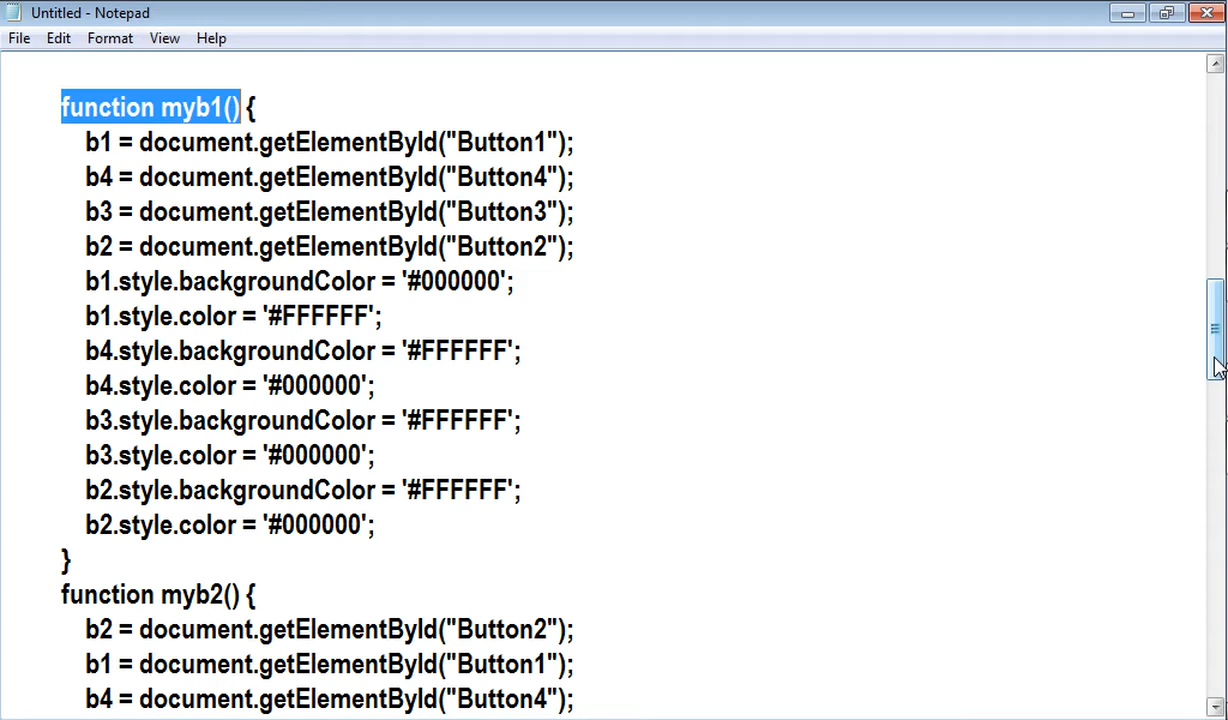 Untitled - Notepad
File Edit Format View Help
function myb1() {
b1 = document.getElementById("Button1");
b4 = document.getElementById("Button4");
b3 = document.getElementById("Button3");
b2 = document.getElementById("Button2");
b1.style.backgroundColor = '#000000';
b1.style.color = '#FFFFFF';
b4.style.backgroundColor = '#FFFFFF';
b4.style.color = '#000000';
b3.style.backgroundColor = '#FFFFFF';
b3.style.color = '#000000';
b2.style.backgroundColor = '#FFFFFF';
b2.style.color = '#000000';
}
function myb2() {
b2 = document.getElementById("Button2");
b1 = document.getElementById("Button1");
b4 = document.getElementById("Button4");